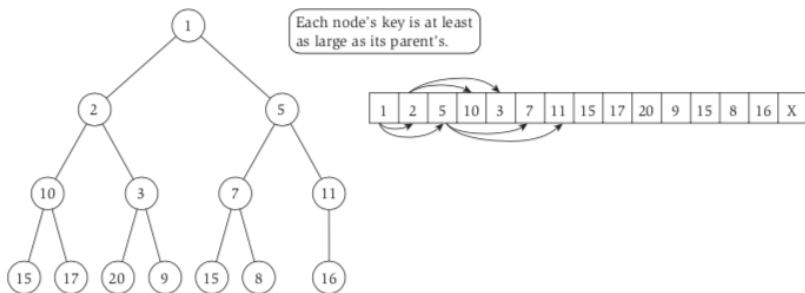 1
Each node's key is at least
as large as its parent's.
2 5
1 2 5 10 3 7 11 15 17 20 9 15 8 16 X
10 3 7 11
15 17 20 9 15 8 16